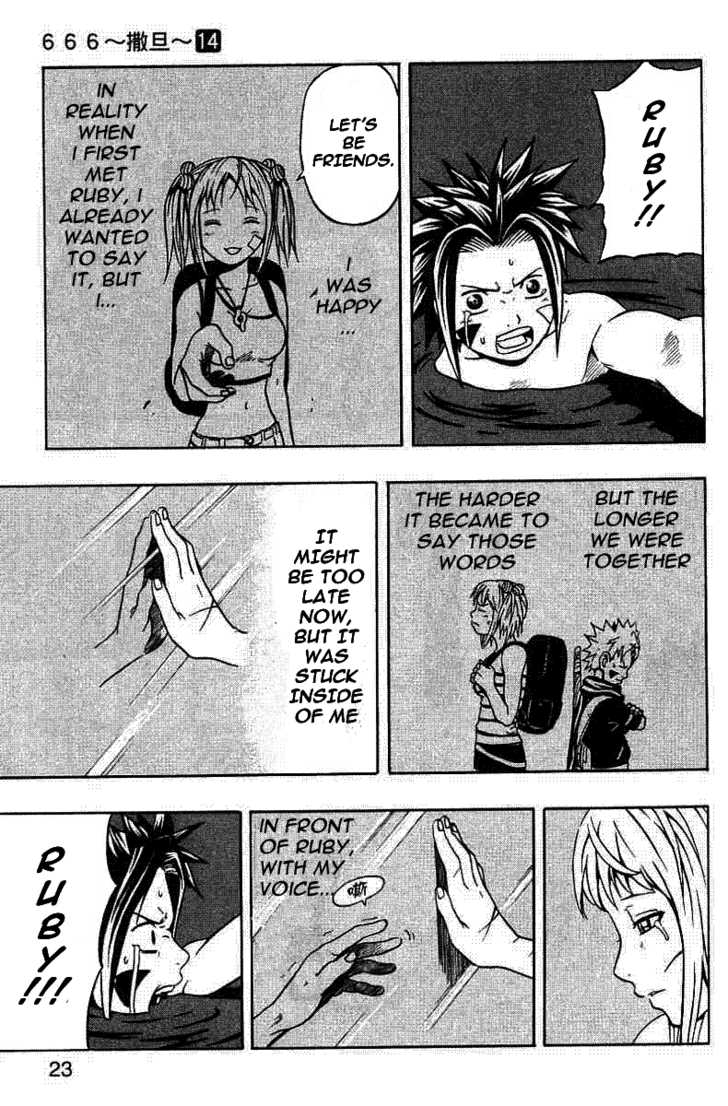 ６６６～撒旦～14
RUBY!!
LET'S
BE
FRIENDS.
I
WAS
HAPPY
...
IN
REALITY
WHEN
I FIRST
MET
RUBY, I
ALREADY
WANTED
TO SAY
IT, BUT
I...
BUT THE
LONGER
WE WERE
TOGETHER
THE HARDER
IT BECAME TO
SAY THOSE
WORDS
IT
MIGHT
BE TOO
LATE
NOW,
BUT IT
WAS
STUCK
INSIDE
OF ME
IN FRONT
OF RUBY,
WITH MY
VOICE...
嘶
RUBY!!!
23